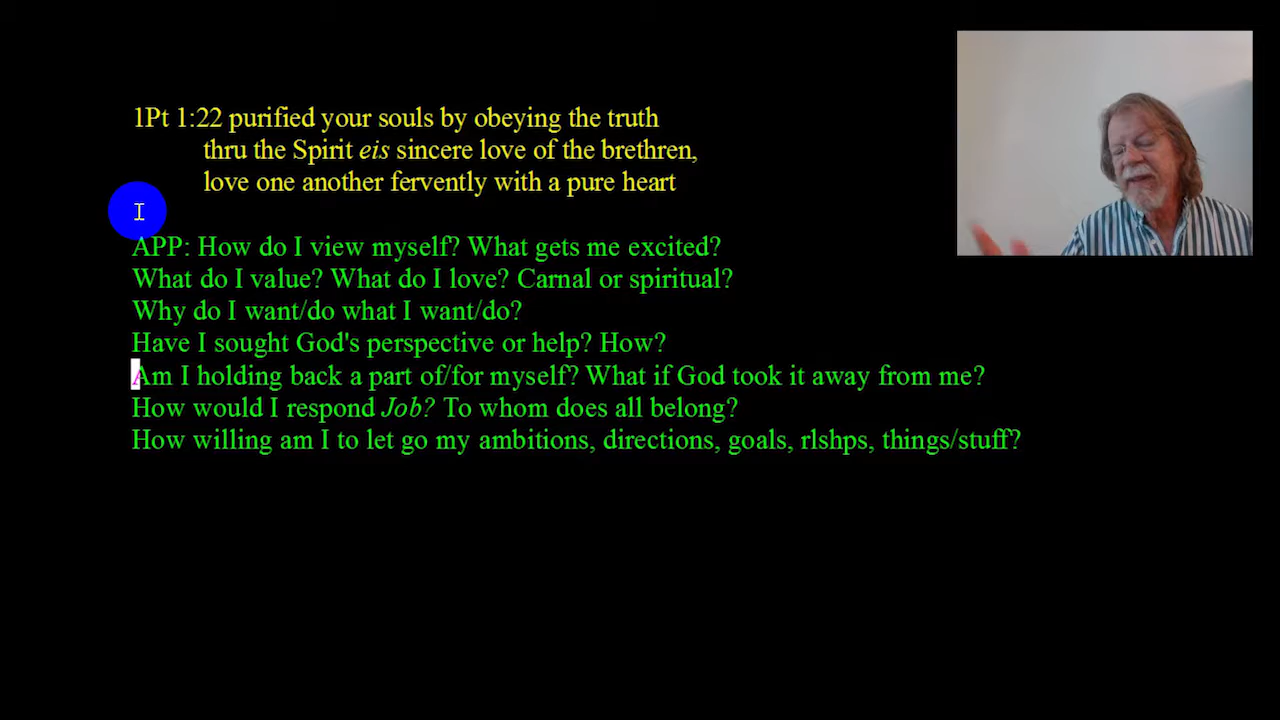 1Pt 1:22 purified your souls by obeying the truth
thru the Spirit eis sincere love of the brethren,
love one another fervently with a pure heart
APP: How do I view myself? What gets me excited?
What do I value? What do I love? Carnal or spiritual?
Why do I want/do what I want/do?
Have I sought God's perspective or help? How?
Am I holding back a part of/for myself? What if God took it away from me?
How would I respond Job? To whom does all belong?
How willing am I to let go my ambitions, directions, goals, rlshps, things/stuff?